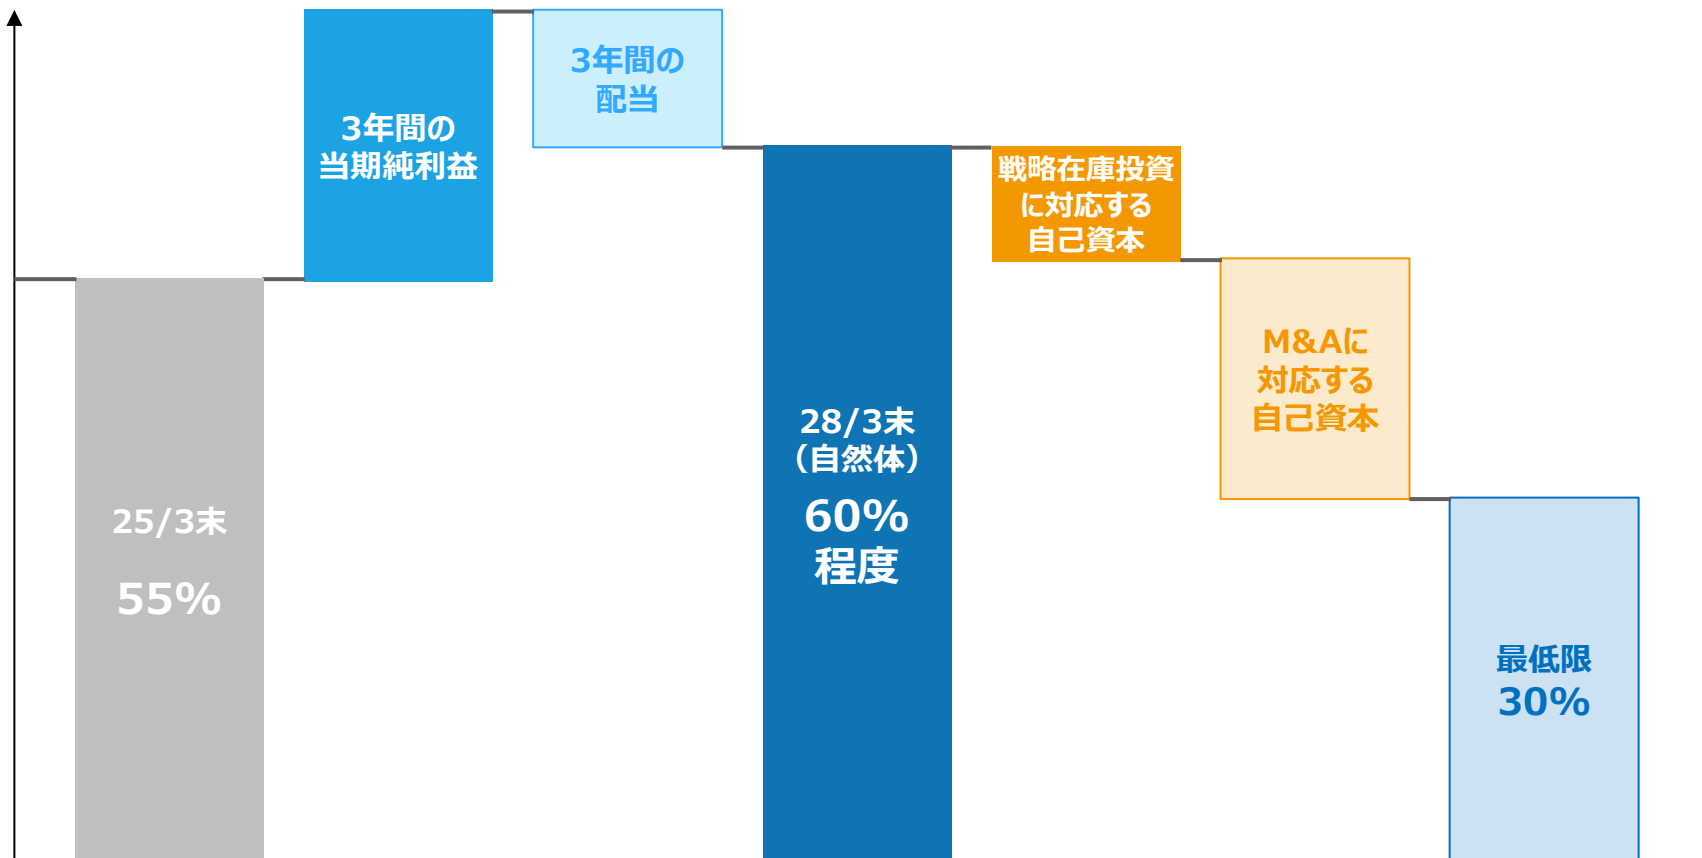 3年間の
当期純利益
3年間の
配当
戦略在庫投資
に対応する
自己資本
M&Aに
対応する
自己資本
28/3末
（自然体）
60%
程度
25/3末
55%
最低限
30%